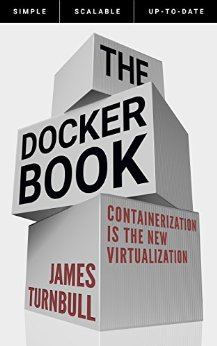 SIMPLE SCALABLE UP-TO-DATE
THE
DOCKER
BOOK
CONTAINERIZATION
IS THE NEW
VIRTUALIZATION
JAMES
TURNBULL